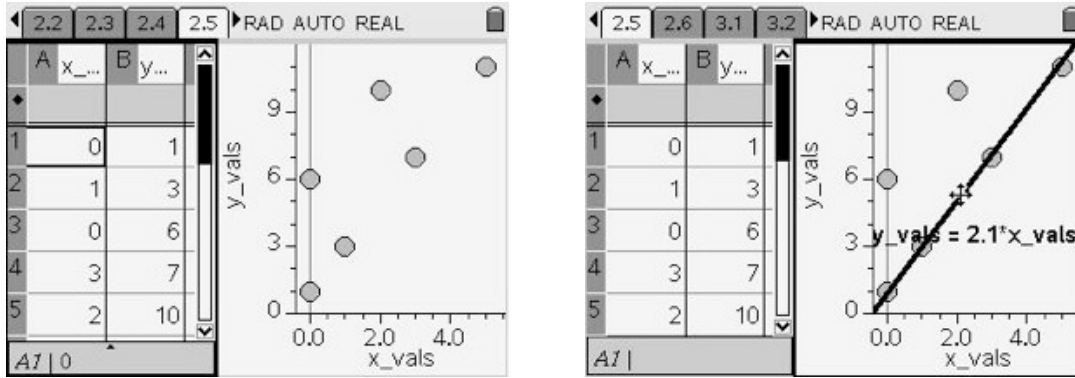 2.2 2.3 2.4 2.5 RAD AUTO REAL
A x_... B y...
1 0 1
2 1 3
3 0 6
4 3 7
5 2 10
A1 | 0
y_vals
9
6
3
0
0.0 2.0 4.0
x_vals
2.5 2.6 3.1 3.2 RAD AUTO REAL
A x_... B y...
1 0 1
2 1 3
3 0 6
4 3 7
5 2 10
A1 |
y_vals
9
6
3
0
y_vals = 2.1*x_vals
0.0 2.0 4.0
x_vals